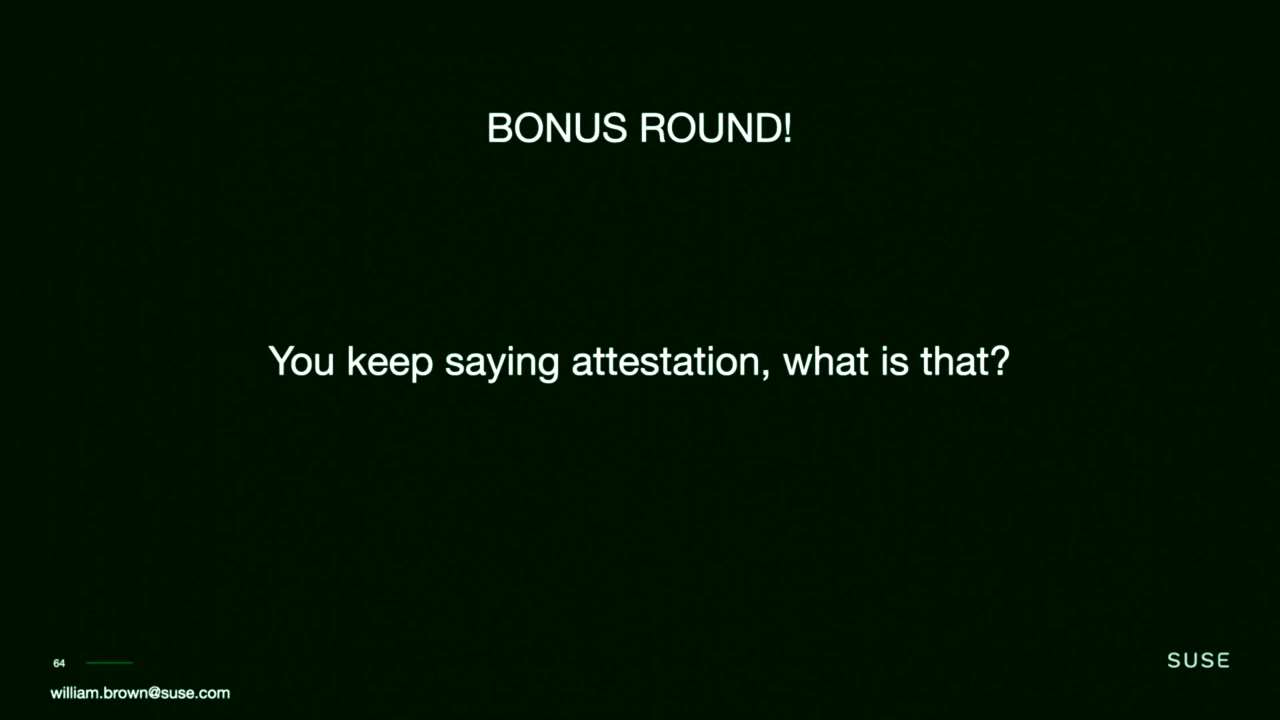 BONUS ROUND!
You keep saying attestation, what is that?
64
SUSE
william.brown@suse.com